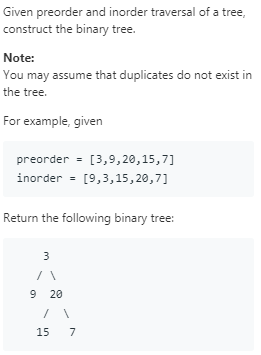 Given preorder and inorder traversal of a tree,
construct the binary tree.
Note:
You may assume that duplicates do not exist in
the tree.
For example, given
preorder = [3,9,20,15,7]
inorder = [9,3,15,20,7]
Return the following binary tree:
3
/ \
9 20
/ \
15 7